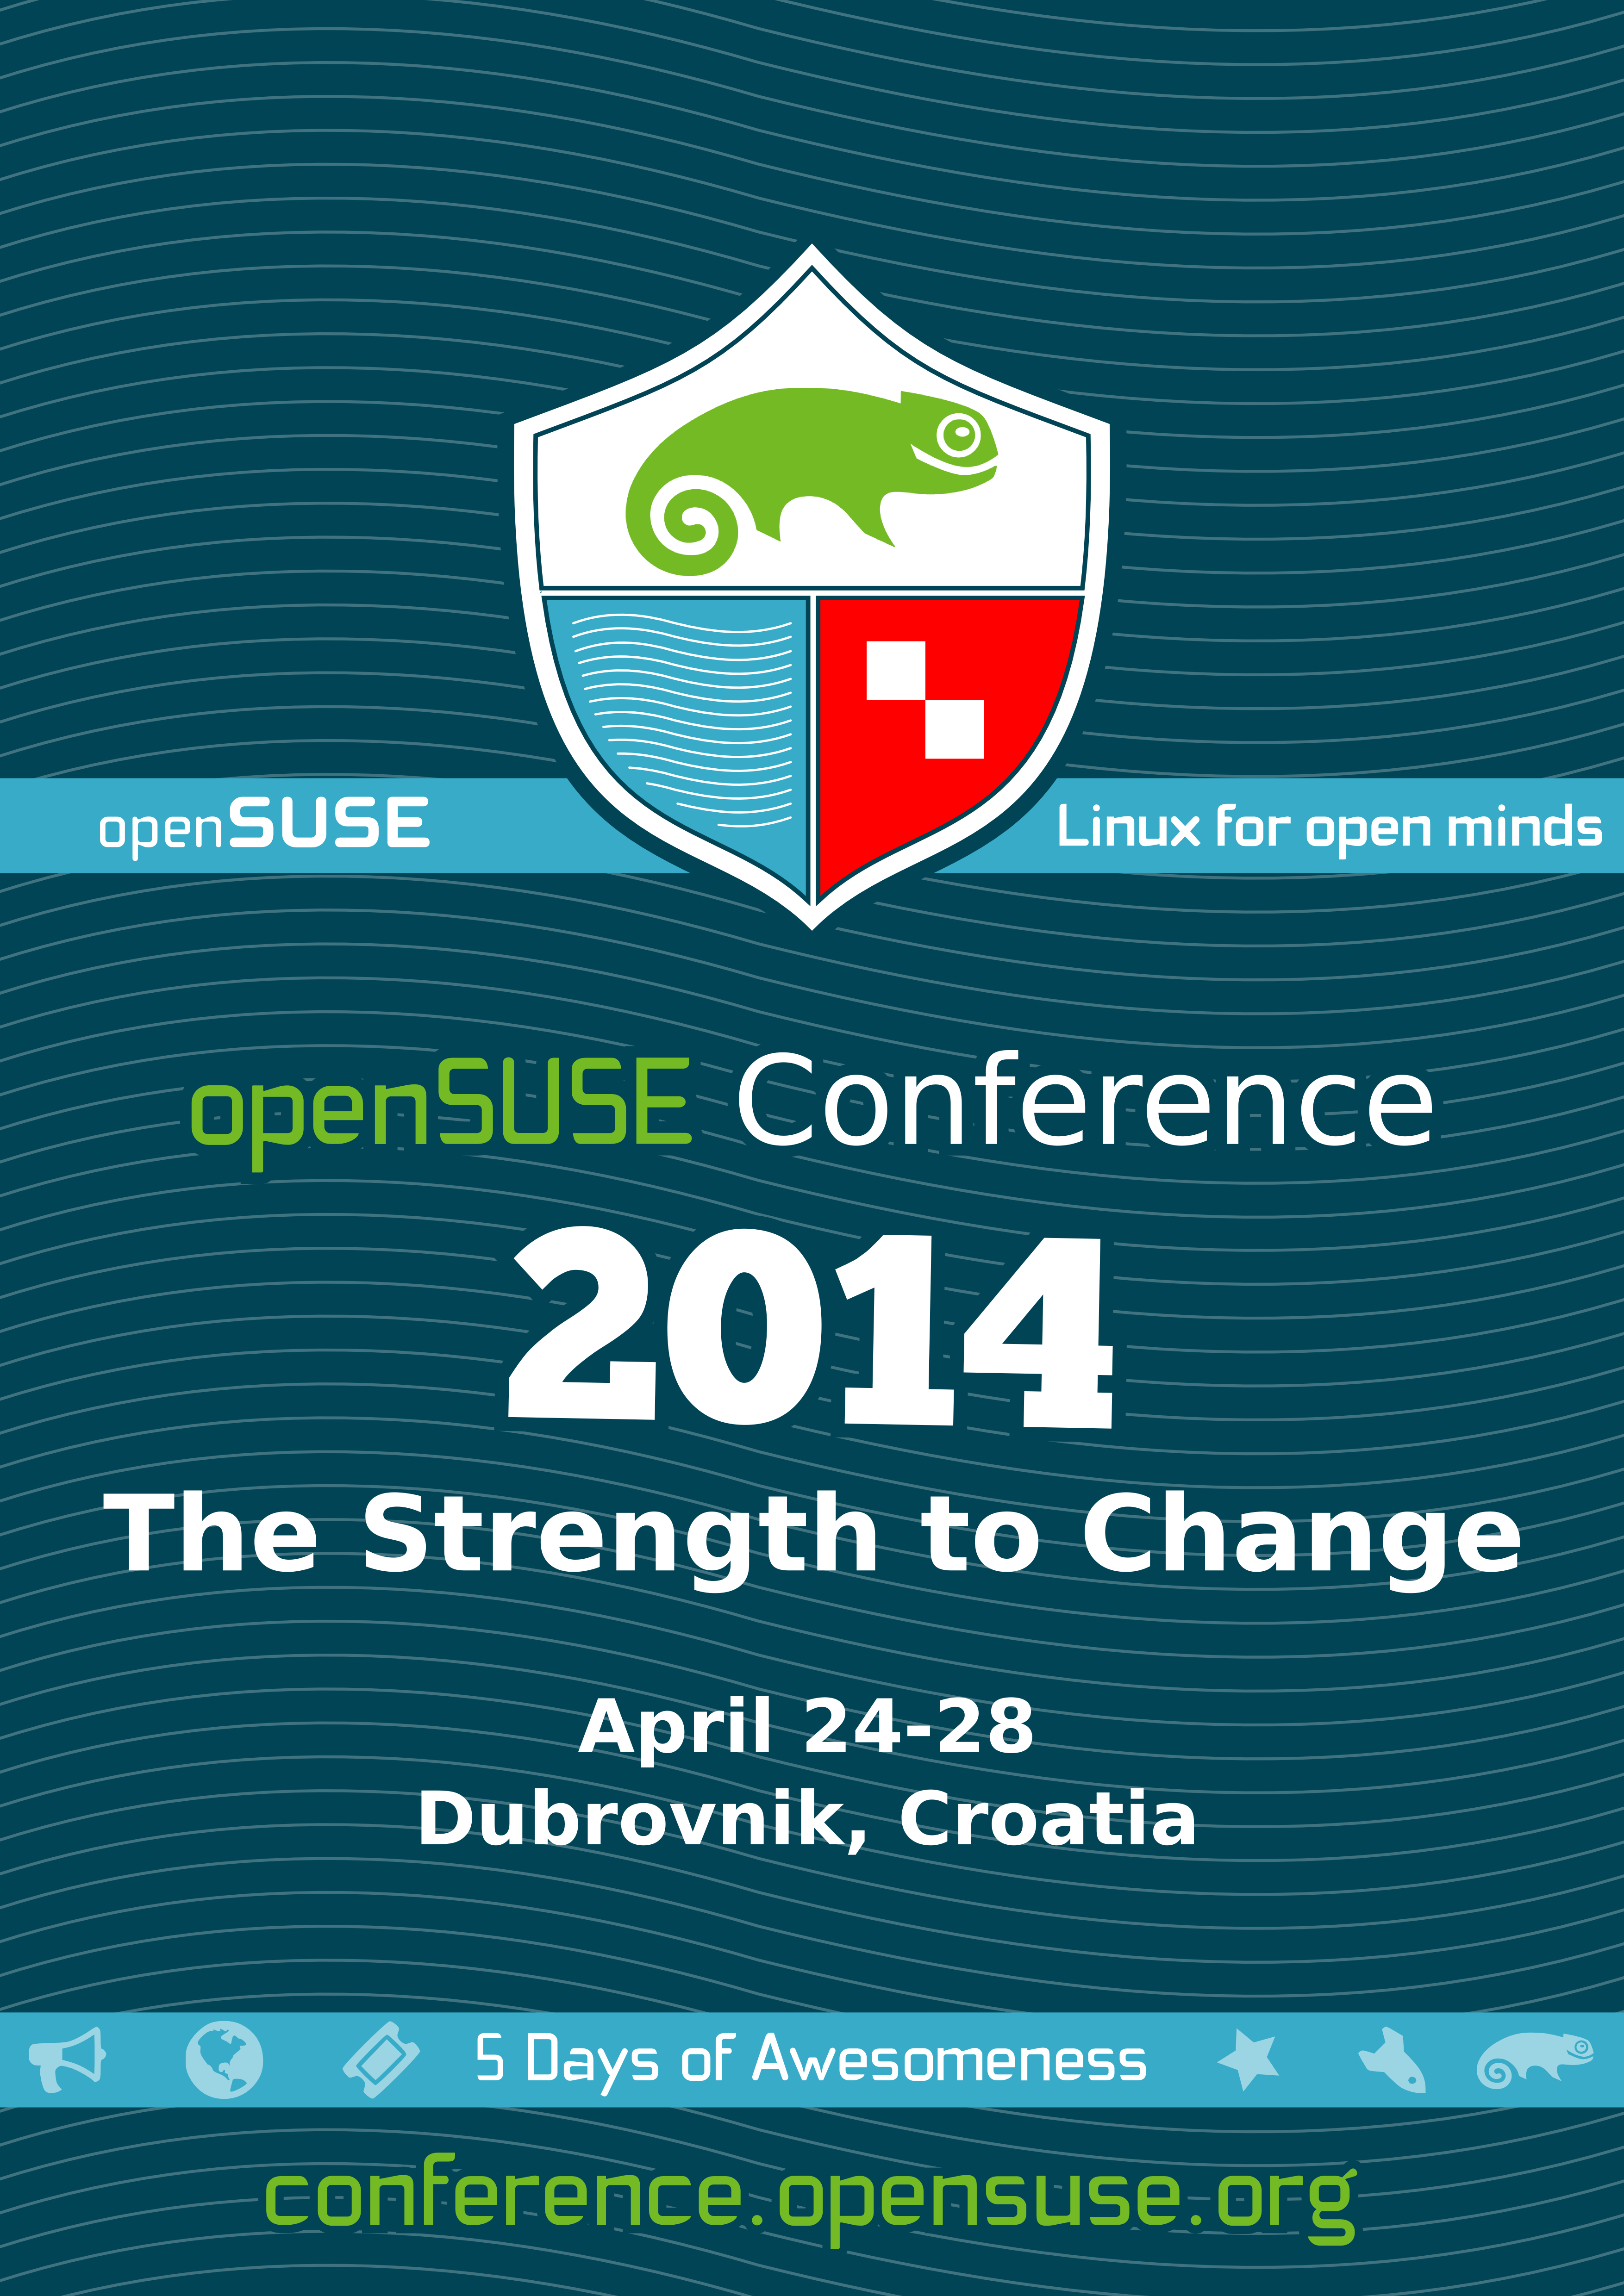 openSUSE
Linux for open minds
openSUSE Conference
2014
The Strength to Change
April 24-28
Dubrovnik, Croatia
5 Days of Awesomeness
conference.opensuse.org